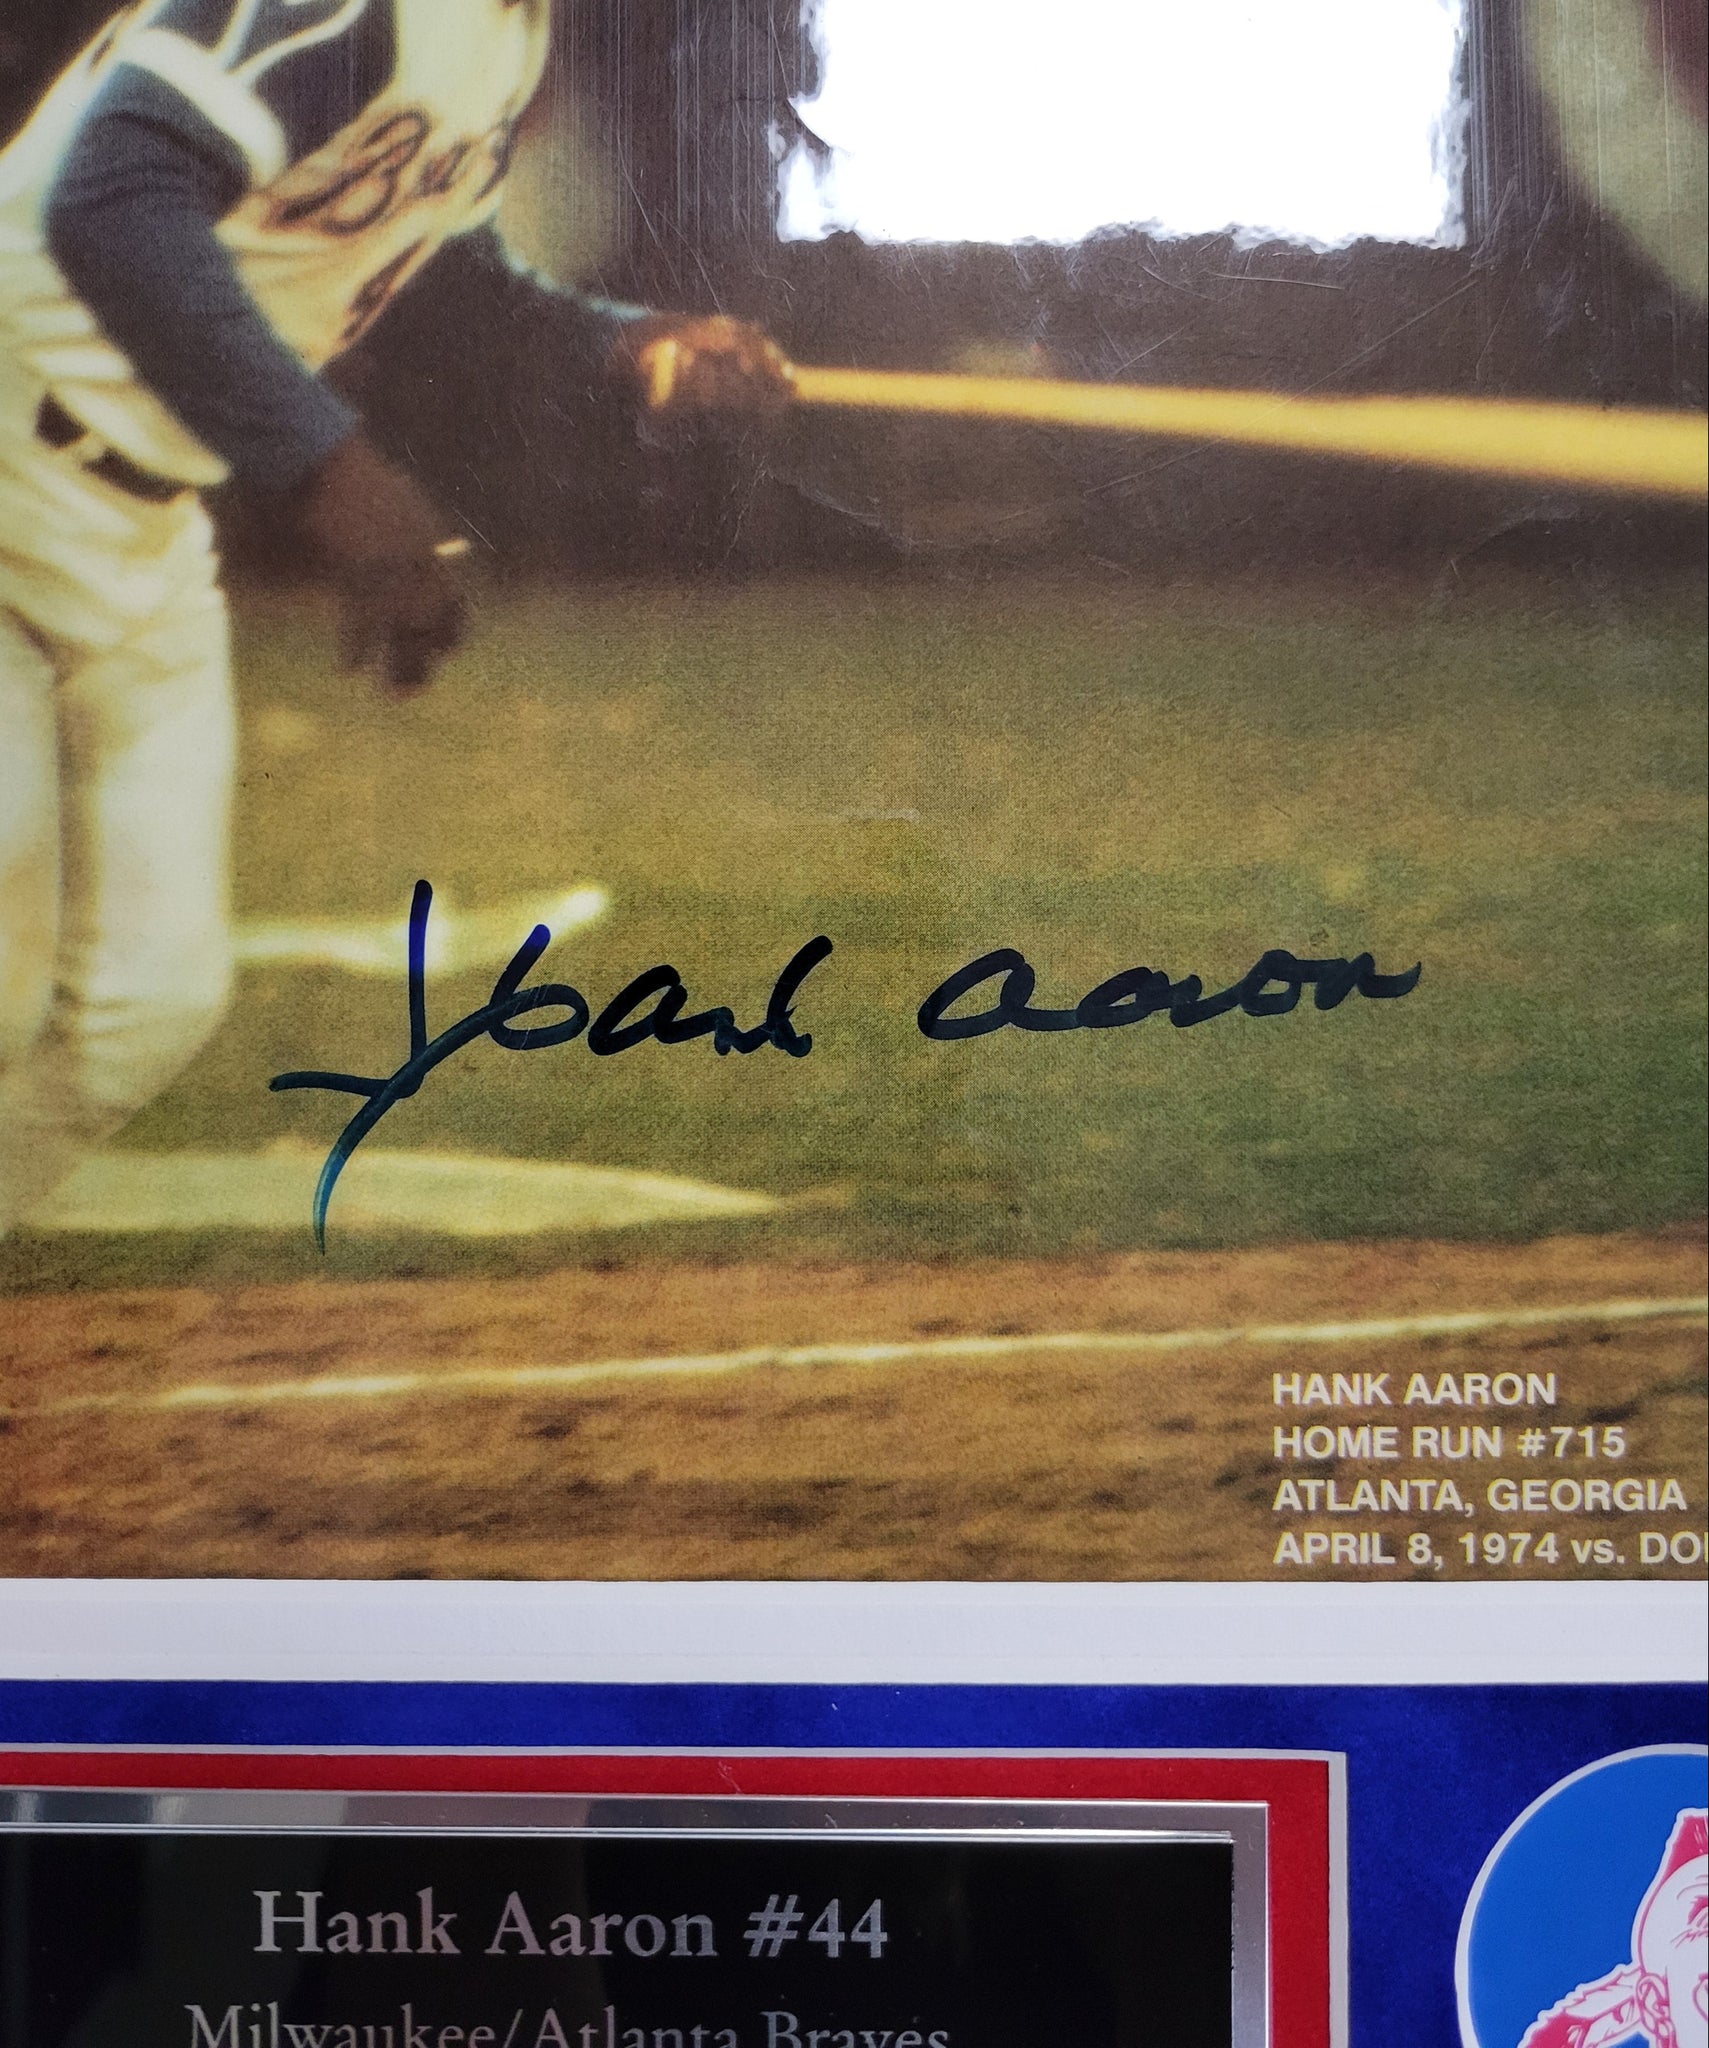 Hank Aaron
HANK AARON
HOME RUN #715
ATLANTA, GEORGIA
APRIL 8, 1974 vs.
Hank Aaron #44
Milwaukee/Atlanta Braves